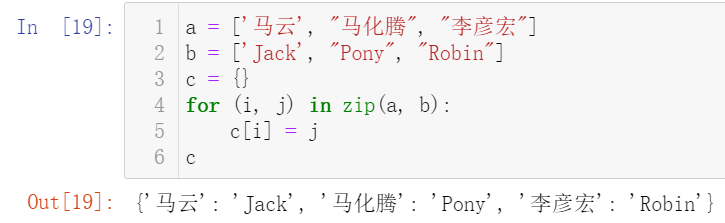 In [19]:
1 a = ['马云', "马化腾", "李彦宏"]
2 b = ['Jack', "Pony", "Robin"]
3 c = {}
4 for (i, j) in zip(a, b):
5     c[i] = j
6 c
Out[19]: {'马云': 'Jack', '马化腾': 'Pony', '李彦宏': 'Robin'}